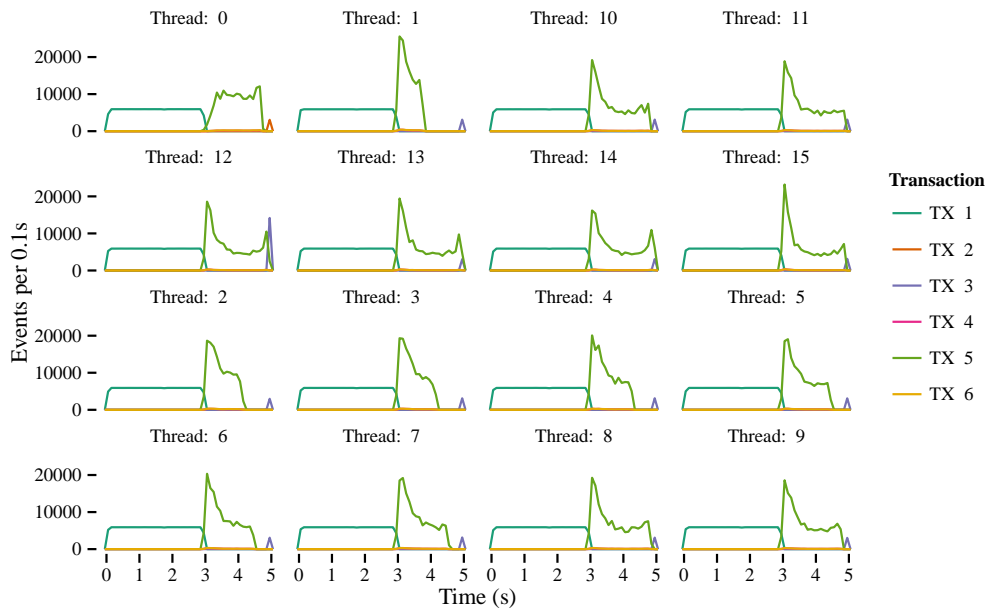 Thread: 0
Thread: 1
Thread: 10
Thread: 11
20000
10000
0
Thread: 12
Thread: 13
Thread: 14
Thread: 15
20000
10000
0
Thread: 2
Thread: 3
Thread: 4
Thread: 5
20000
10000
0
Thread: 6
Thread: 7
Thread: 8
Thread: 9
20000
10000
0
0 1 2 3 4 5
0 1 2 3 4 5
0 1 2 3 4 5
0 1 2 3 4 5
Time (s)
Events per 0.1s
Transaction
TX 1
TX 2
TX 3
TX 4
TX 5
TX 6